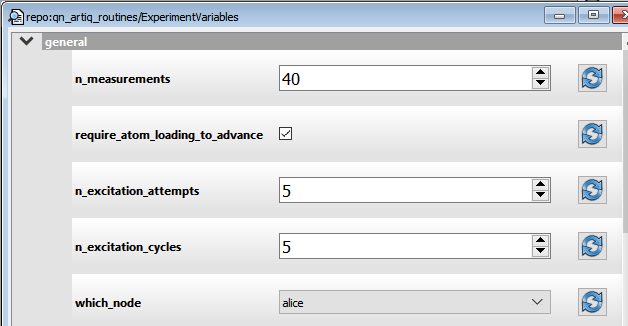 repo:qn_artiq_routines/ExperimentVariables
general
n_measurements 40
require_atom_loading_to_advance
n_excitation_attempts 5
n_excitation_cycles 5
which_node alice